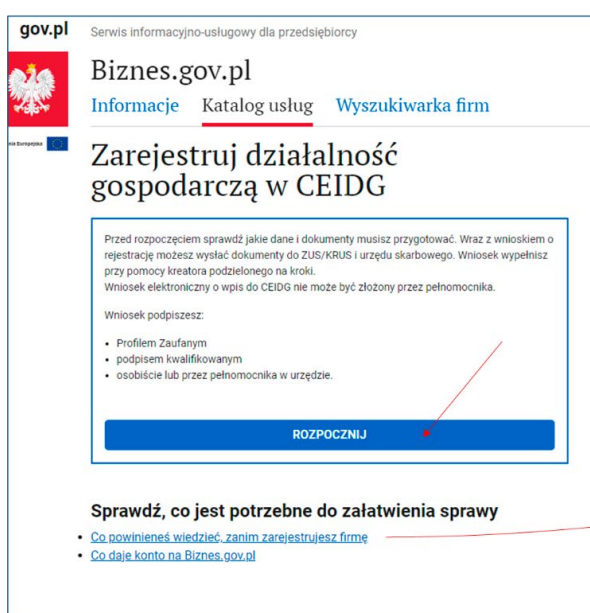 gov.pl
Serwis informacyjno-usługowy dla przedsiębiorcy
Biznes.gov.pl
Informacje Katalog usług Wyszukiwarka firm
nia Europejska
Zarejestruj działalność
gospodarczą w CEIDG
Przed rozpoczęciem sprawdź jakie dane i dokumenty musisz przygotować. Wraz z wnioskiem o
rejestrację możesz wysłać dokumenty do ZUS/KRUS i urzędu skarbowego. Wniosek wypełnisz
przy pomocy kreatora podzielonego na kroki.
Wniosek elektroniczny o wpis do CEIDG nie może być złożony przez pełnomocnika.
Wniosek podpiszesz:
• Profilem Zaufanym
• podpisem kwalifikowanym
• osobiście lub przez pełnomocnika w urzędzie.
ROZPOCZNIJ
Sprawdź, co jest potrzebne do załatwienia sprawy
• Co powinieneś wiedzieć, zanim zarejestrujesz firmę
• Co daje konto na Biznes.gov.pl